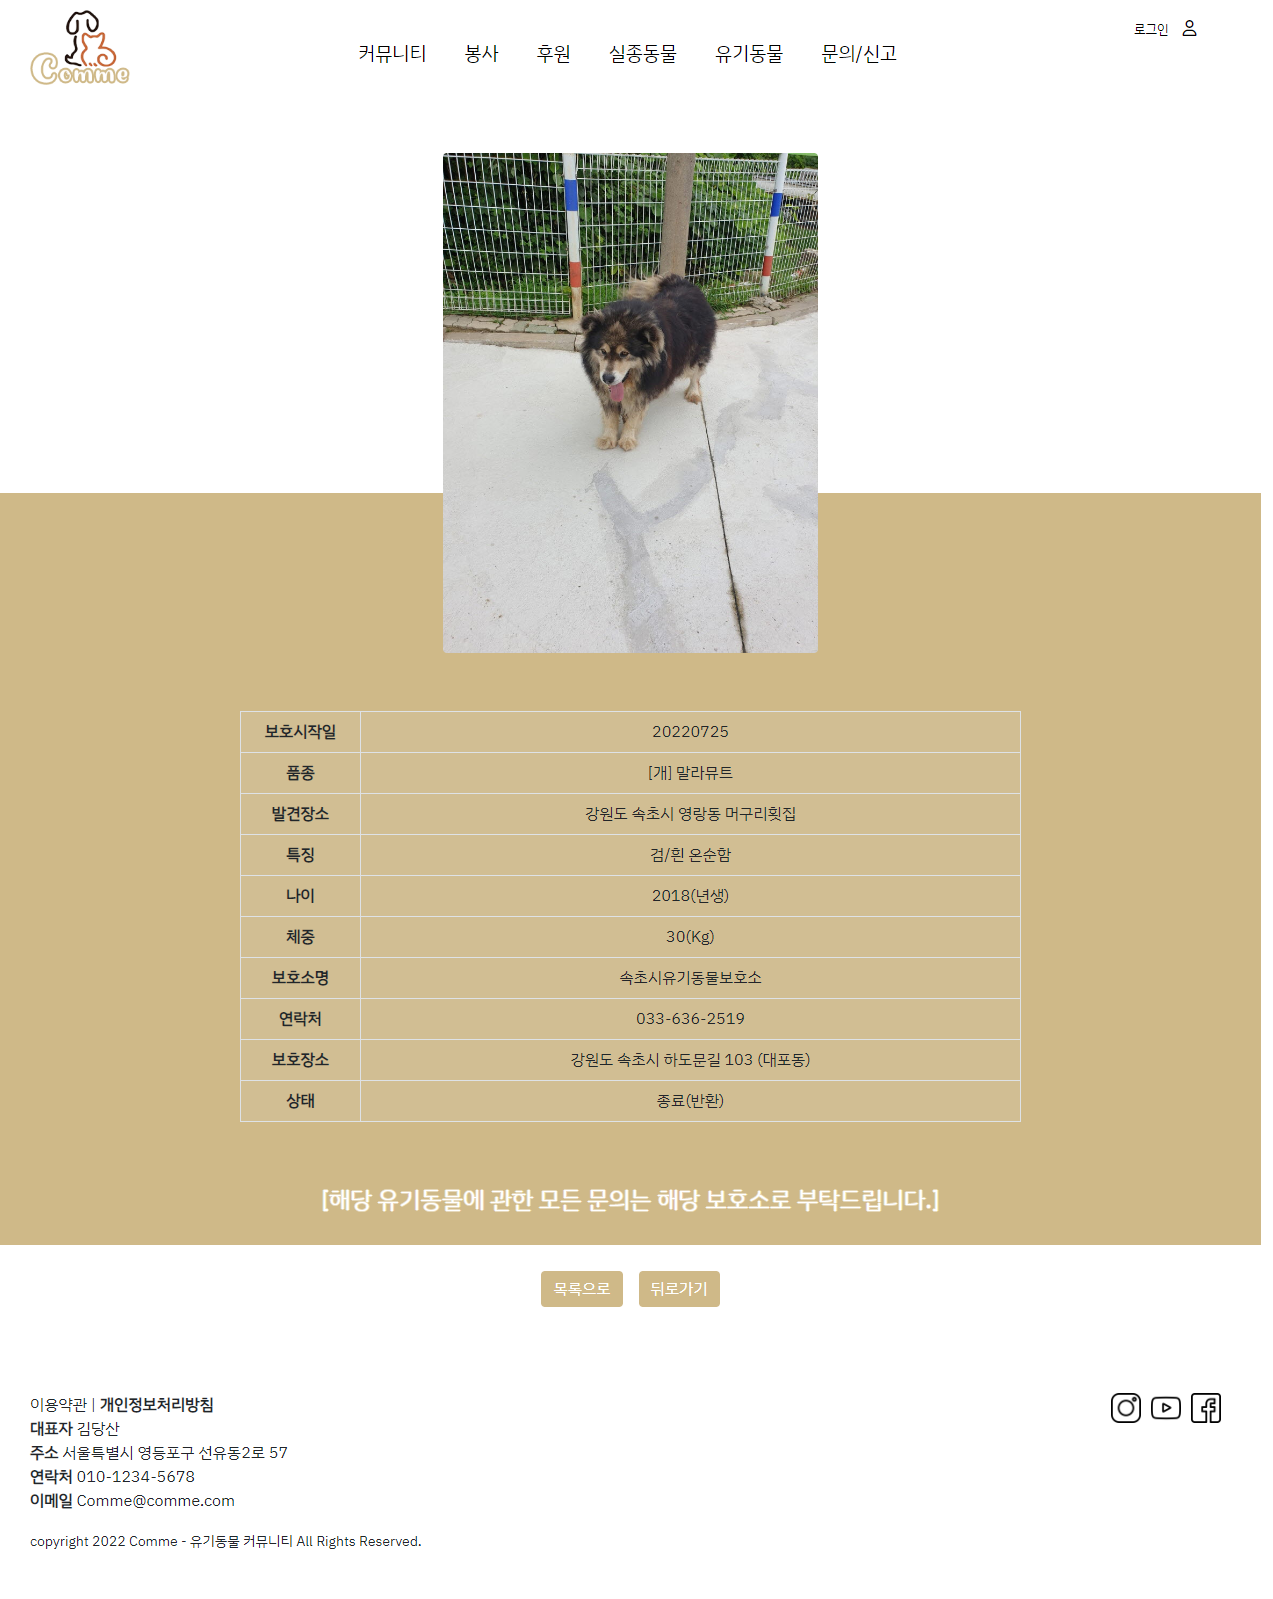 Comme
로그인
커뮤니티 봉사 후원 실종동물 유기동물 문의/신고
보호시작일 20220725
품종 [개] 말라뮤트
발견장소 강원도 속초시 영랑동 머구리횟집
특징 검/흰 온순함
나이 2018(년생)
체중 30(Kg)
보호소명 속초시유기동물보호소
연락처 033-636-2519
보호장소 강원도 속초시 하도문길 103 (대포동)
상태 종료(반환)
[해당 유기동물에 관한 모든 문의는 해당 보호소로 부탁드립니다.]
목록으로 뒤로가기
이용약관 | 개인정보처리방침
대표자 김당산
주소 서울특별시 영등포구 선유동2로 57
연락처 010-1234-5678
이메일 Comme@comme.com
copyright 2022 Comme - 유기동물 커뮤니티 All Rights Reserved.